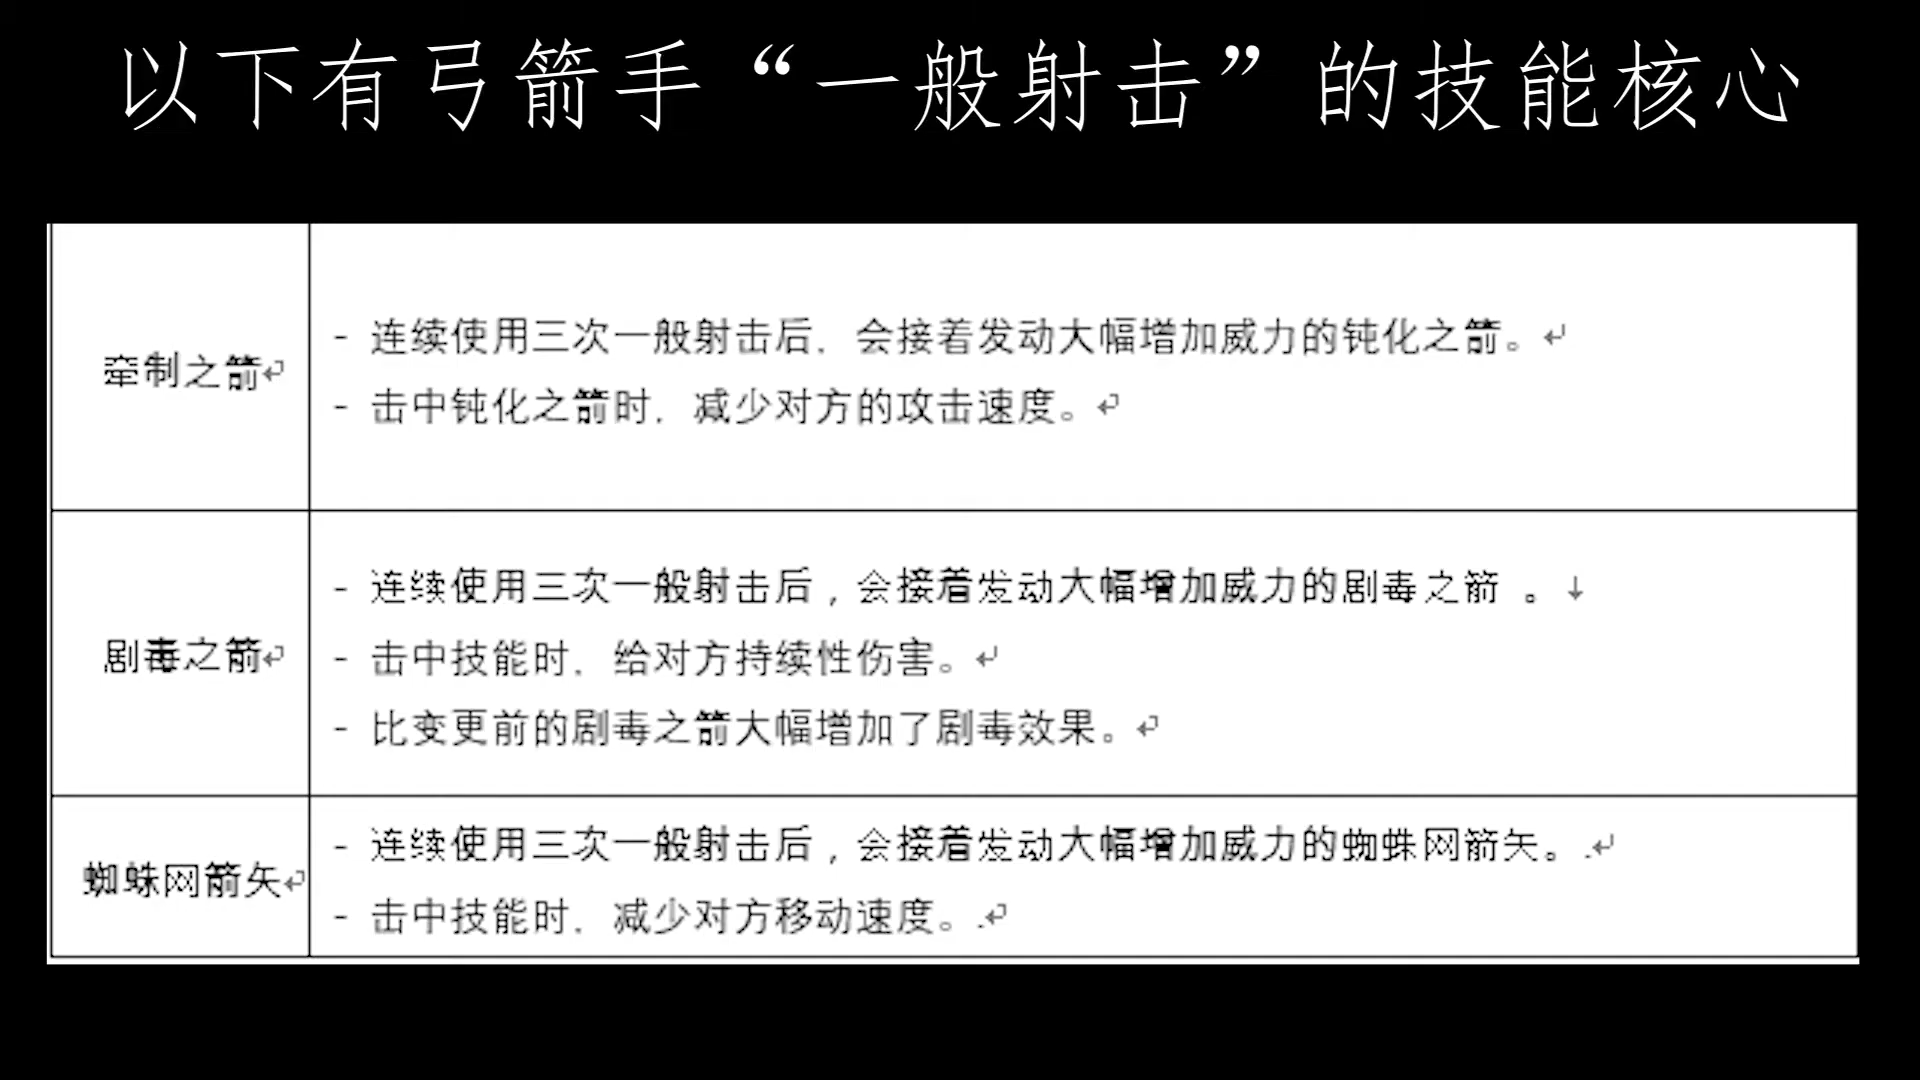 以下有弓箭手“一般射击”的技能核心
牵制之箭↵
- 连续使用三次一般射击后，会接着发动大幅增加威力的钝化之箭。↵
- 击中钝化之箭时，减少对方的攻击速度。↵
剧毒之箭↵
- 连续使用三次一般射击后，会接着发动大幅增加威力的剧毒之箭 。↓
- 击中技能时，给对方持续性伤害。↵
- 比变更前的剧毒之箭大幅增加了剧毒效果。↵
蜘蛛网箭矢↵
- 连续使用三次一般射击后，会接着发动大幅增加威力的蜘蛛网箭矢。.↵
- 击中技能时，减少对方移动速度。.↵